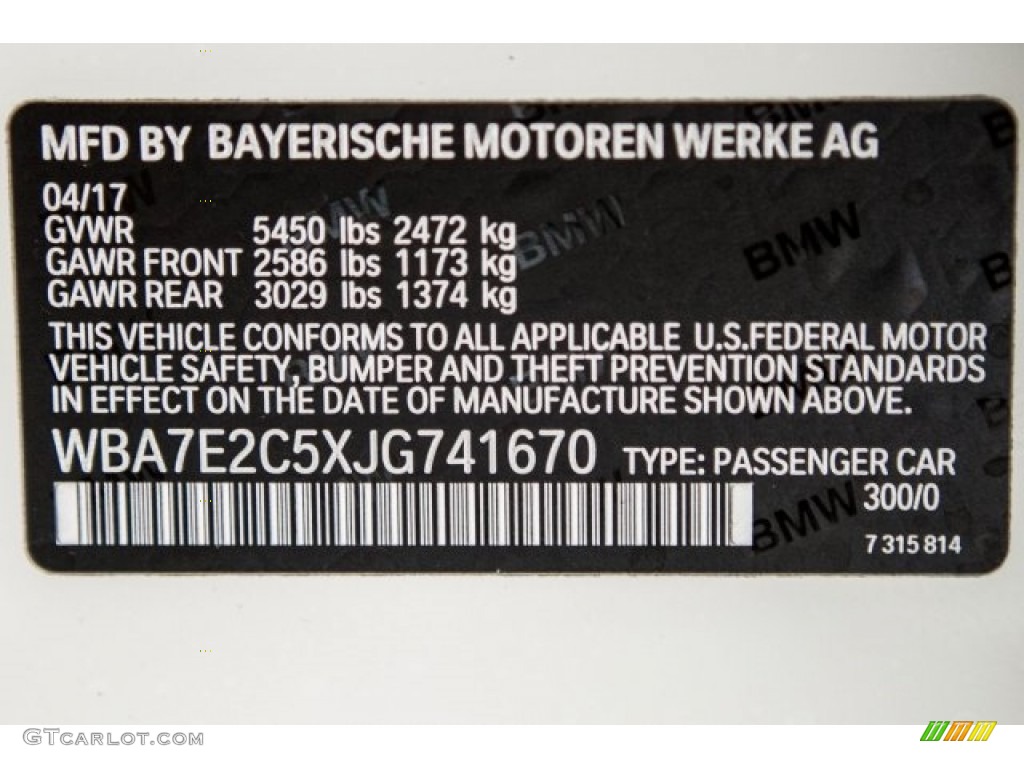 MFD BY BAYERISCHE MOTOREN WERKE AG
04/17
GVWR 5450 lbs 2472 kg
GAWR FRONT 2586 lbs 1173 kg
GAWR REAR 3029 lbs 1374 kg
THIS VEHICLE CONFORMS TO ALL APPLICABLE U.S.FEDERAL MOTOR
VEHICLE SAFETY, BUMPER AND THEFT PREVENTION STANDARDS
IN EFFECT ON THE DATE OF MANUFACTURE SHOWN ABOVE.
WBA7E2C5XJG741670 TYPE: PASSENGER CAR
300/0
7 315 814
BMW
BMW
BMW
GTCARLOT.COM